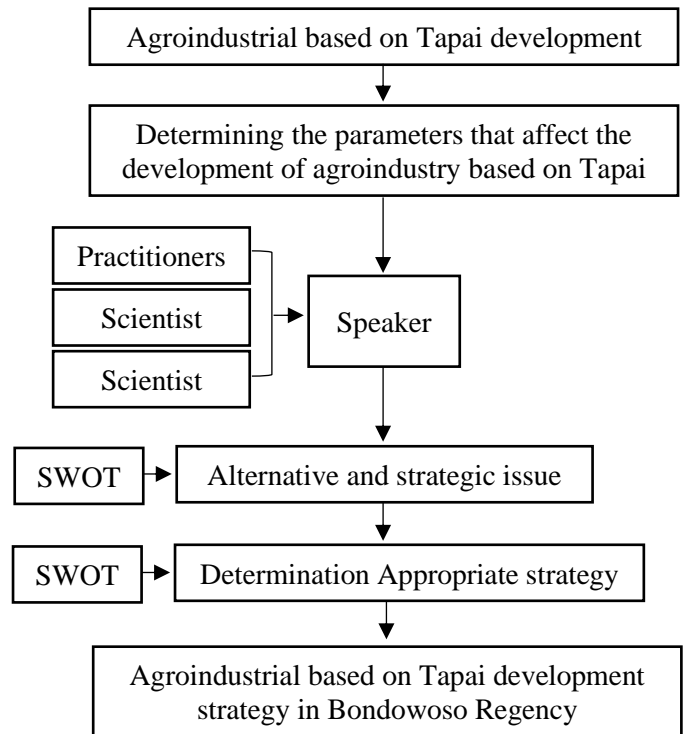 Agroindustrial based on Tapai development
Determining the parameters that affect the
development of agroindustry based on Tapai
Practitioners
Scientist
Scientist
Speaker
SWOT
Alternative and strategic issue
SWOT
Determination Appropriate strategy
Agroindustrial based on Tapai development
strategy in Bondowoso Regency